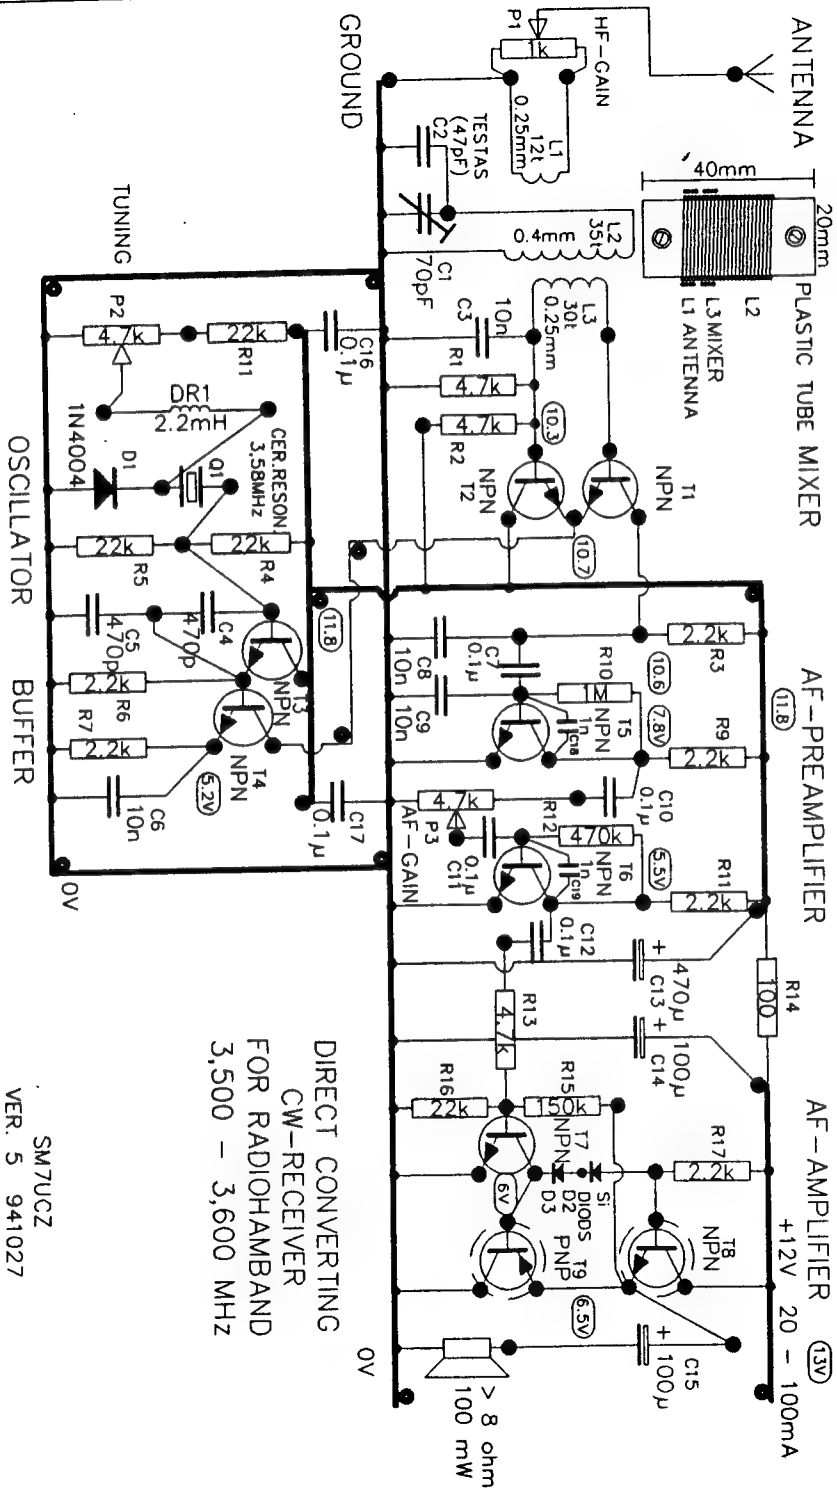 ANTENNA
PLASTIC TUBE MIXER
AF-PREAMPLIFIER
AF-AMPLIFIER
13V
+12V 20 - 100mA
20mm
40mm
L2
L3 MIXER
L1 ANTENNA
HF-GAIN
P1
1k
L1
12t
0.25mm
GROUND
TESTAS
(47pF)
C2
L2
35t
0.4mm
C1
70pF
L3
30t
0.25mm
10n
C3
R1
4.7k
4.7k
R2
10.3
NPN
T1
NPN
T2
10.7
11.8
R3
2.2k
10.6
R10
1M
7.8V
R9
2.2k
C7
0.1µ
C8
10n
C9
10n
T5
NPN
1n
C18
C10
0.1µ
4.7k
P3
AF-GAIN
R12
470k
5.5V
R11
2.2k
C11
0.1µ
T6
NPN
1n
C19
C12
0.1µ
R14
100
470µ
C13
+
100µ
C14
+
R13
4.7k
R16
22k
R15
150k
R17
2.2k
T7
NPN
Si
DIODS
D2
D3
6V
T8
NPN
T9
PNP
6.5V
C15
100µ
+
0V
> 8 ohm
100 mW
TUNING
P2
4.7k
22k
R11
C16
0.1µ
DR1
2.2mH
1N4004
D1
Q1
CER.RESON.
3,58MHz
22k
R5
22k
R4
11.8
C5
470p
C4
470p
2.2k
R6
R7
2.2k
T3
NPN
T4
NPN
5.2V
C6
10n
C17
0.1µ
0V
OSCILLATOR
BUFFER
DIRECT CONVERTING
CW-RECEIVER
FOR RADIOHAMBAND
3,500 - 3,600 MHz
SM7UCZ
VER. 5 941027